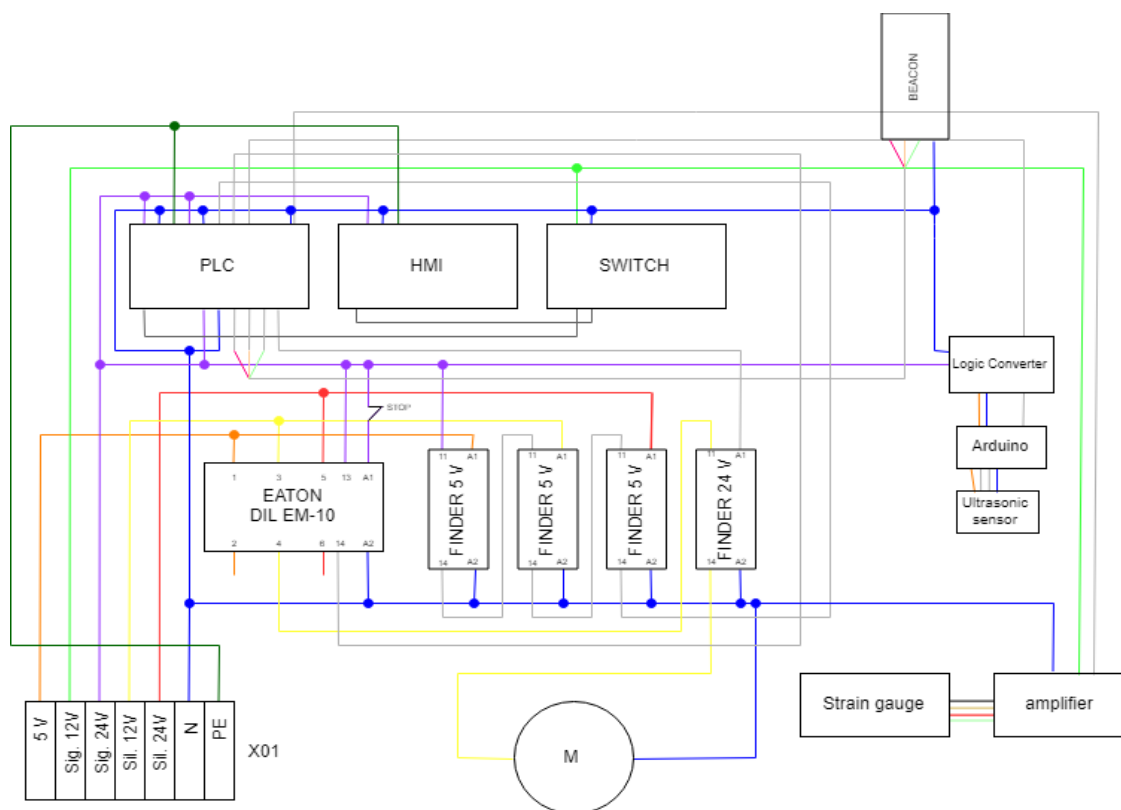 BEACON
PLC
HMI
SWITCH
Logic Converter
STOP
Arduino
Ultrasonic
sensor
1
3
5
13
A1
EATON
DIL EM-10
2
4
6
14
A2
11
A1
FINDER 5 V
14
A2
11
A1
FINDER 5 V
14
A2
11
A1
FINDER 5 V
14
A2
11
A1
FINDER 24 V
14
A2
5 V
Sig. 12V
Sig. 24V
Sil. 12V
Sil. 24V
N
PE
X01
M
Strain gauge
amplifier